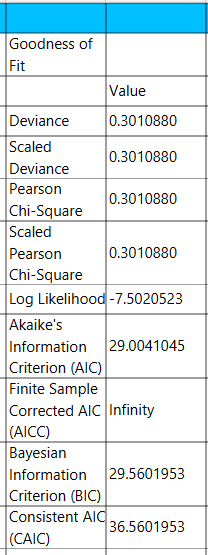 Goodness of
Fit
Value
Deviance 0.3010880
Scaled
Deviance 0.3010880
Pearson
Chi-Square 0.3010880
Scaled
Pearson
Chi-Square 0.3010880
Log Likelihood -7.5020523
Akaike's
Information
Criterion (AIC) 29.0041045
Finite Sample
Corrected AIC
(AICC) Infinity
Bayesian
Information
Criterion (BIC) 29.5601953
Consistent AIC
(CAIC) 36.5601953